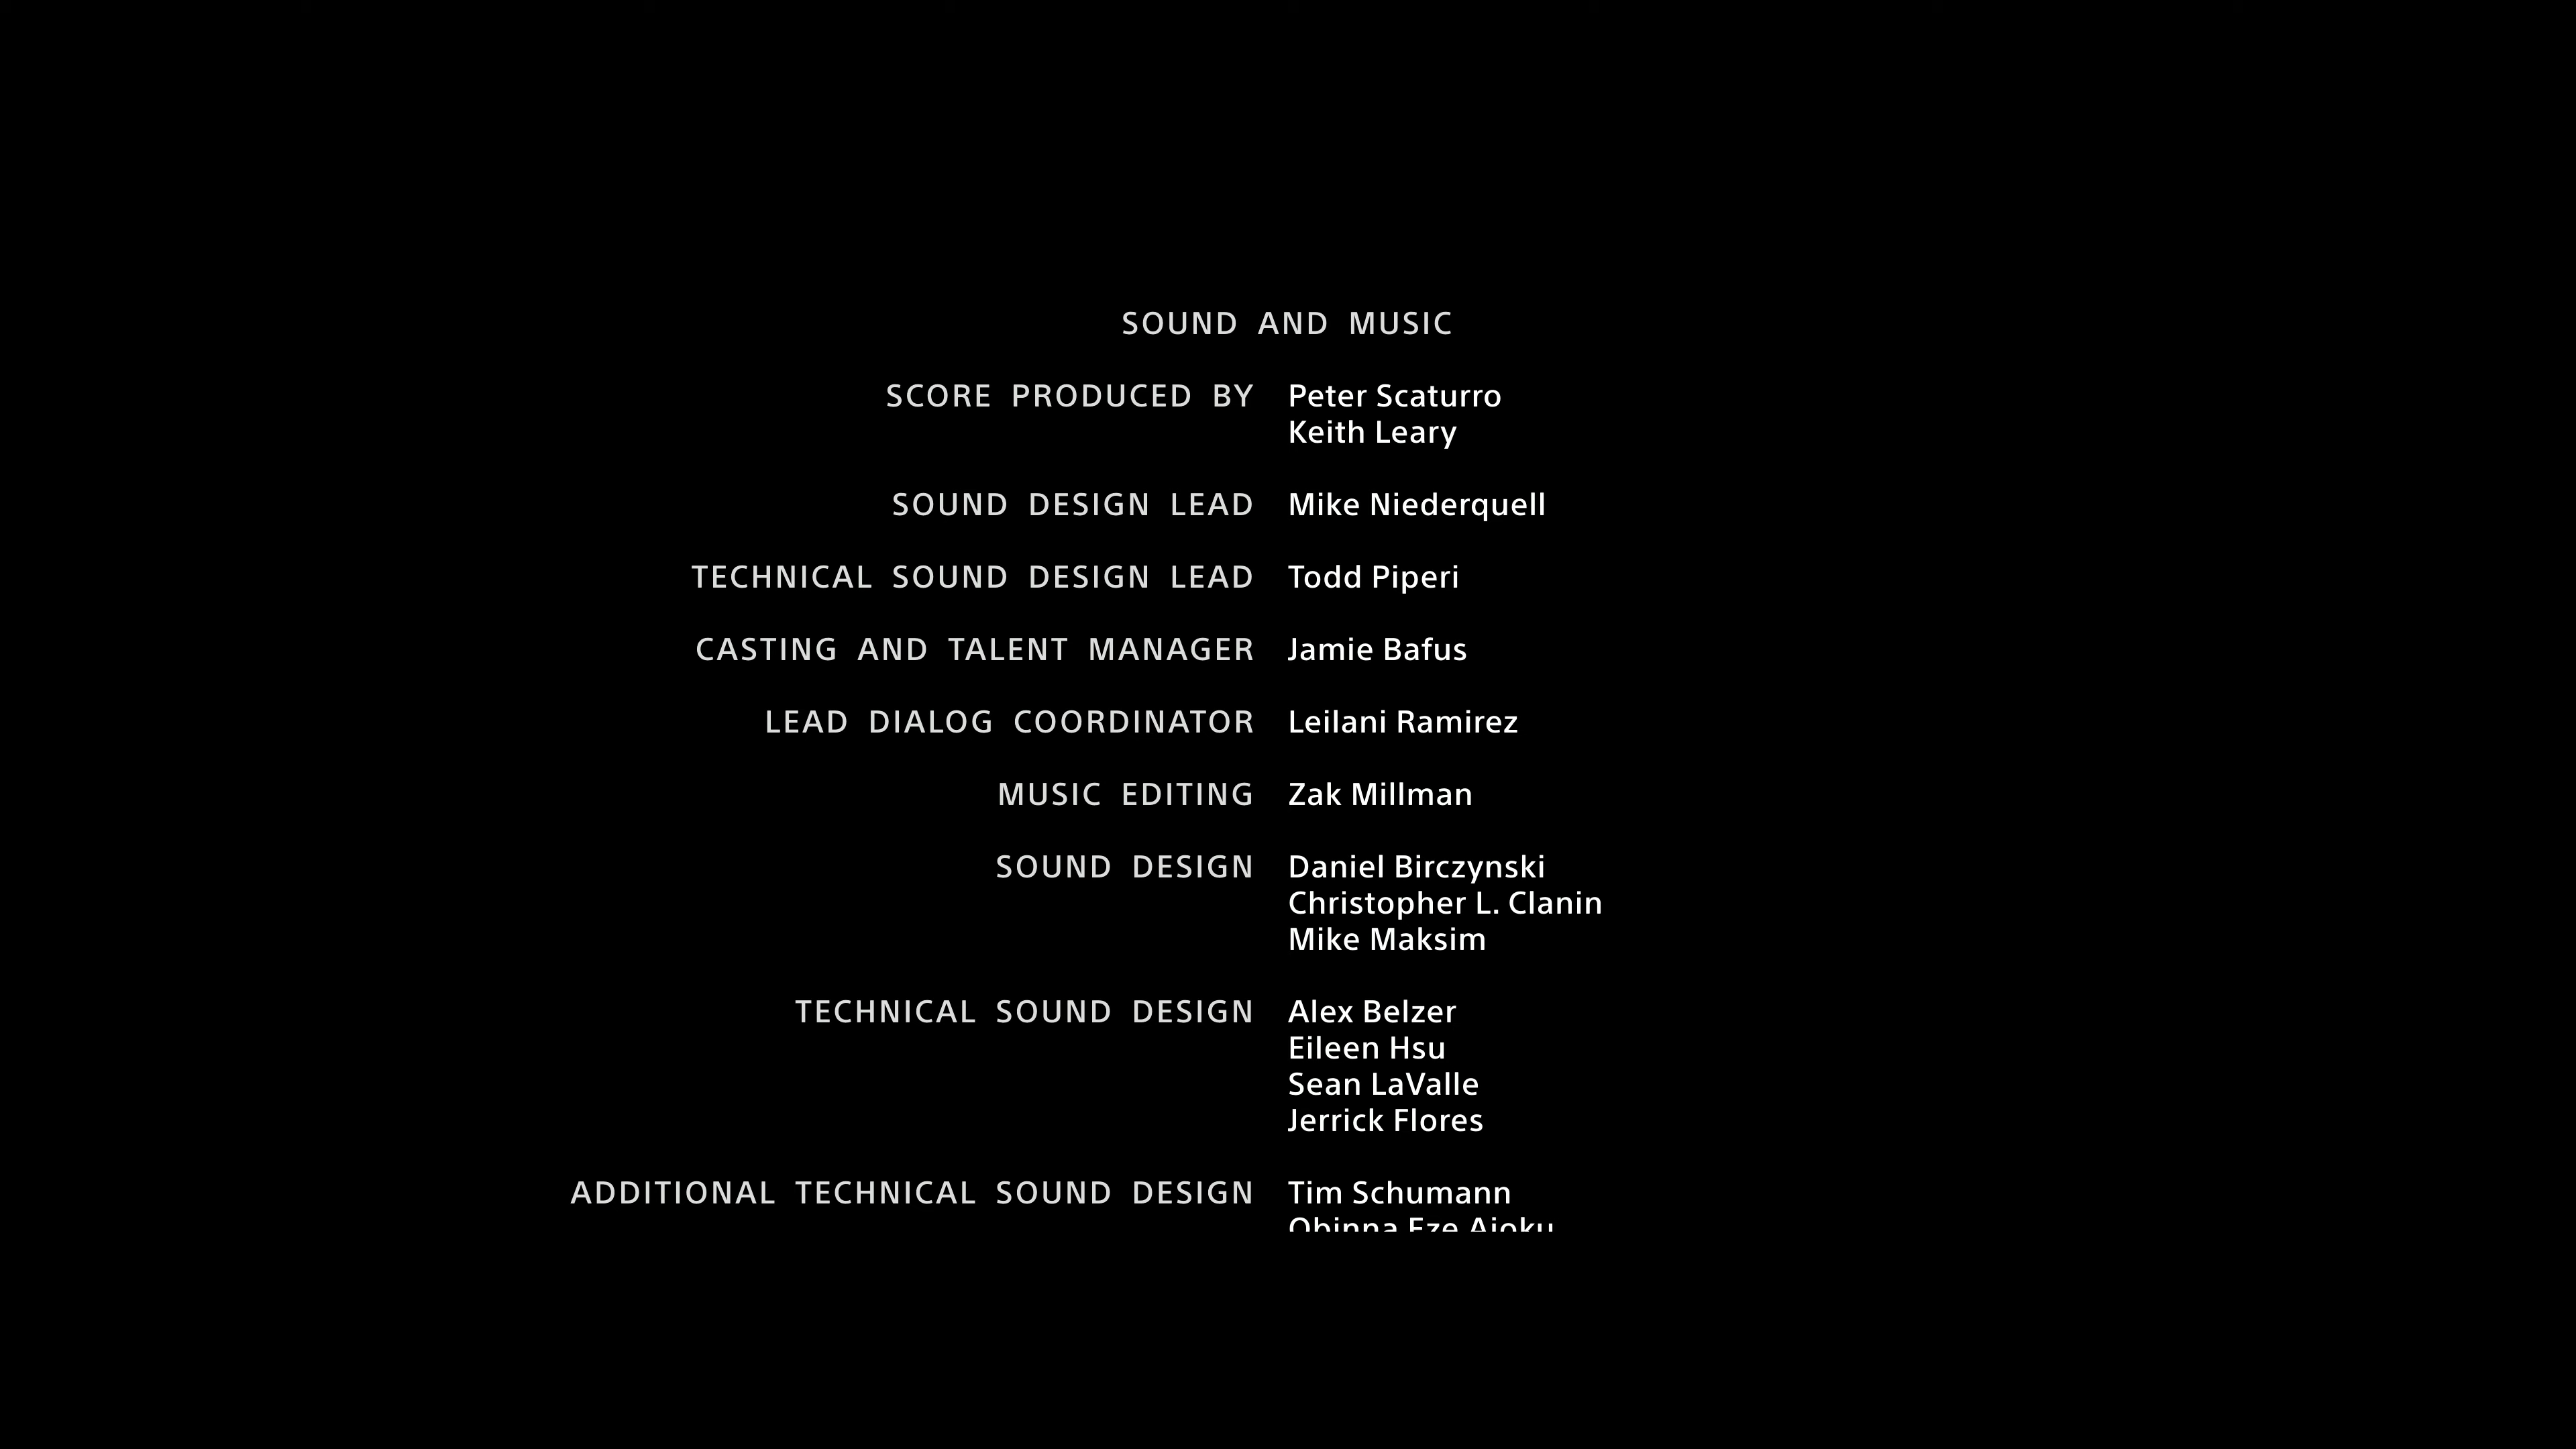 SOUND AND MUSIC
SCORE PRODUCED BY Peter Scaturro
Keith Leary
SOUND DESIGN LEAD Mike Niederquell
TECHNICAL SOUND DESIGN LEAD Todd Piperi
CASTING AND TALENT MANAGER Jamie Bafus
LEAD DIALOG COORDINATOR Leilani Ramirez
MUSIC EDITING Zak Millman
SOUND DESIGN Daniel Birczynski
Christopher L. Clanin
Mike Maksim
TECHNICAL SOUND DESIGN Alex Belzer
Eileen Hsu
Sean LaValle
Jerrick Flores
ADDITIONAL TECHNICAL SOUND DESIGN Tim Schumann
Obinna Eze Ajoku